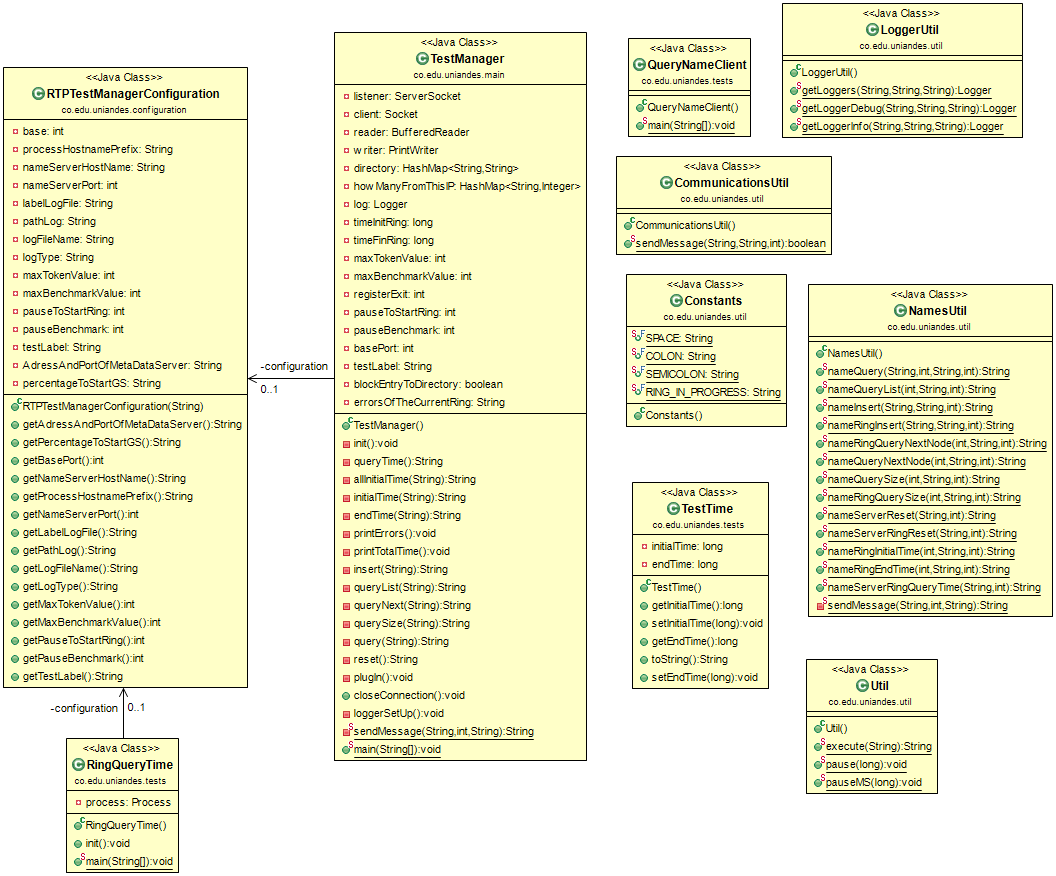 <<Java Class>>
RTPTestManagerConfiguration
co.edu.uniandes.configuration
base: int
processHostnamePrefix: String
nameServerHostName: String
nameServerPort: int
labelLogFile: String
pathLog: String
logFileName: String
logType: String
maxTokenValue: int
maxBenchmarkValue: int
pauseToStartRing: int
pauseBenchmark: int
testLabel: String
AdressAndPortOfMetaDataServer: String
percentageToStartGS: String
RTPTestManagerConfiguration(String)
getAdressAndPortOfMetaDataServer():String
getPercentageToStartGS():String
getBasePort():int
getNameServerHostName():String
getProcessHostnamePrefix():String
getNameServerPort():int
getLabelLogFile():String
getPathLog():String
getLogFileName():String
getLogType():String
getMaxTokenValue():int
getMaxBenchmarkValue():int
getPauseToStartRing():int
getPauseBenchmark():int
getTestLabel():String
-configuration
0..1
<<Java Class>>
RingQueryTime
co.edu.uniandes.tests
process: Process
RingQueryTime()
init():void
main(String[]):void
-configuration
0..1
<<Java Class>>
TestManager
co.edu.uniandes.main
listener: ServerSocket
client: Socket
reader: BufferedReader
writer: PrintWriter
directory: HashMap<String,String>
howManyFromThisIP: HashMap<String,Integer>
log: Logger
timeInitRing: long
timeFinRing: long
maxTokenValue: int
maxBenchmarkValue: int
registerExit: int
pauseToStartRing: int
pauseBenchmark: int
basePort: int
testLabel: String
blockEntryToDirectory: boolean
errorsOfTheCurrentRing: String
TestManager()
init():void
queryTime():String
allInitialTime(String):String
initialTime(String):String
endTime(String):String
printErrors():void
printTotalTime():void
insert(String):String
queryList(String):String
queryNext(String):String
querySize(String):String
query(String):String
reset():String
plugIn():void
closeConnection():void
loggerSetUp():void
sendMessage(String,int,String):String
main(String[]):void
<<Java Class>>
QueryNameClient
co.edu.uniandes.tests
QueryNameClient()
main(String[]):void
<<Java Class>>
LoggerUtil
co.edu.uniandes.util
LoggerUtil()
getLoggers(String,String,String):Logger
getLoggerDebug(String,String,String):Logger
getLoggerInfo(String,String,String):Logger
<<Java Class>>
CommunicationsUtil
co.edu.uniandes.util
CommunicationsUtil()
sendMessage(String,String,int):boolean
<<Java Class>>
Constants
co.edu.uniandes.util
SPACE: String
COLON: String
SEMICOLON: String
RING_IN_PROGRESS: String
Constants()
<<Java Class>>
NamesUtil
co.edu.uniandes.util
NamesUtil()
nameQuery(String,int,String,int):String
nameQueryList(int,String,int):String
nameInsert(String,String,int):String
nameRingInsert(String,String,int):String
nameRingQueryNextNode(int,String,int):String
nameQueryNextNode(int,String,int):String
nameQuerySize(int,String,int):String
nameRingQuerySize(int,String,int):String
nameServerReset(String,int):String
nameServerRingReset(String,int):String
nameRingInitialTime(int,String,int):String
nameRingEndTime(int,String,int):String
nameServerRingQueryTime(String,int):String
sendMessage(String,int,String):String
<<Java Class>>
TestTime
co.edu.uniandes.tests
initialTime: long
endTime: long
TestTime()
getInitialTime():long
setInitialTime(long):void
getEndTime():long
toString():String
setEndTime(long):void
<<Java Class>>
Util
co.edu.uniandes.util
Util()
execute(String):String
pause(long):void
pauseMS(long):void